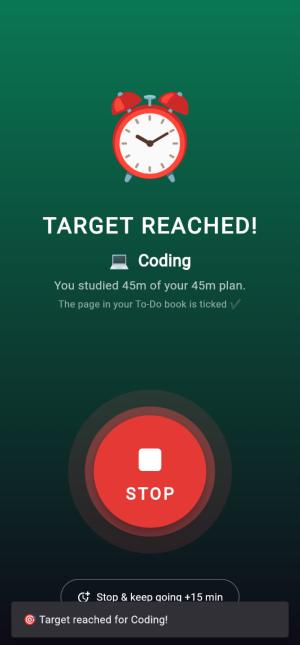 TARGET REACHED!
💻 Coding
You studied 45m of your 45m plan.
The page in your To-Do book is ticked ✓
STOP
Stop & keep going +15 min
🎯 Target reached for Coding!